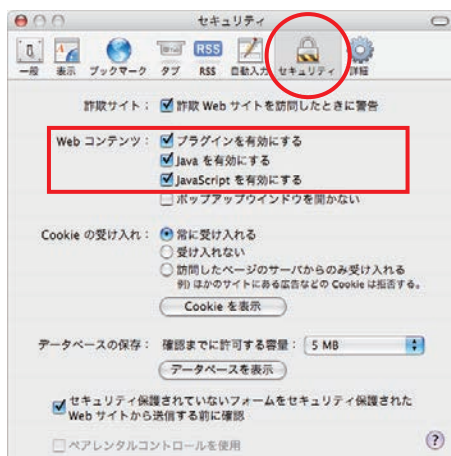 セキュリティ
RSS
一般 表示 ブックマーク タブ RSS 自動入力 セキュリティ 詳細
詐欺サイト： 詐欺 Web サイトを訪問したときに警告
Web コンテンツ： プラグインを有効にする
Java を有効にする
JavaScript を有効にする
ポップアップウインドウを開かない
Cookie の受け入れ： 常に受け入れる
受け入れない
訪問したページのサーバからのみ受け入れる
例) ほかのサイトにある広告などの Cookie は拒否する。
Cookie を表示
データベースの保存： 確認までに許可する容量： 5 MB
データベースを表示
セキュリティ保護されていないフォームをセキュリティ保護された
Web サイトから送信する前に確認
ペアレンタルコントロールを使用 ?